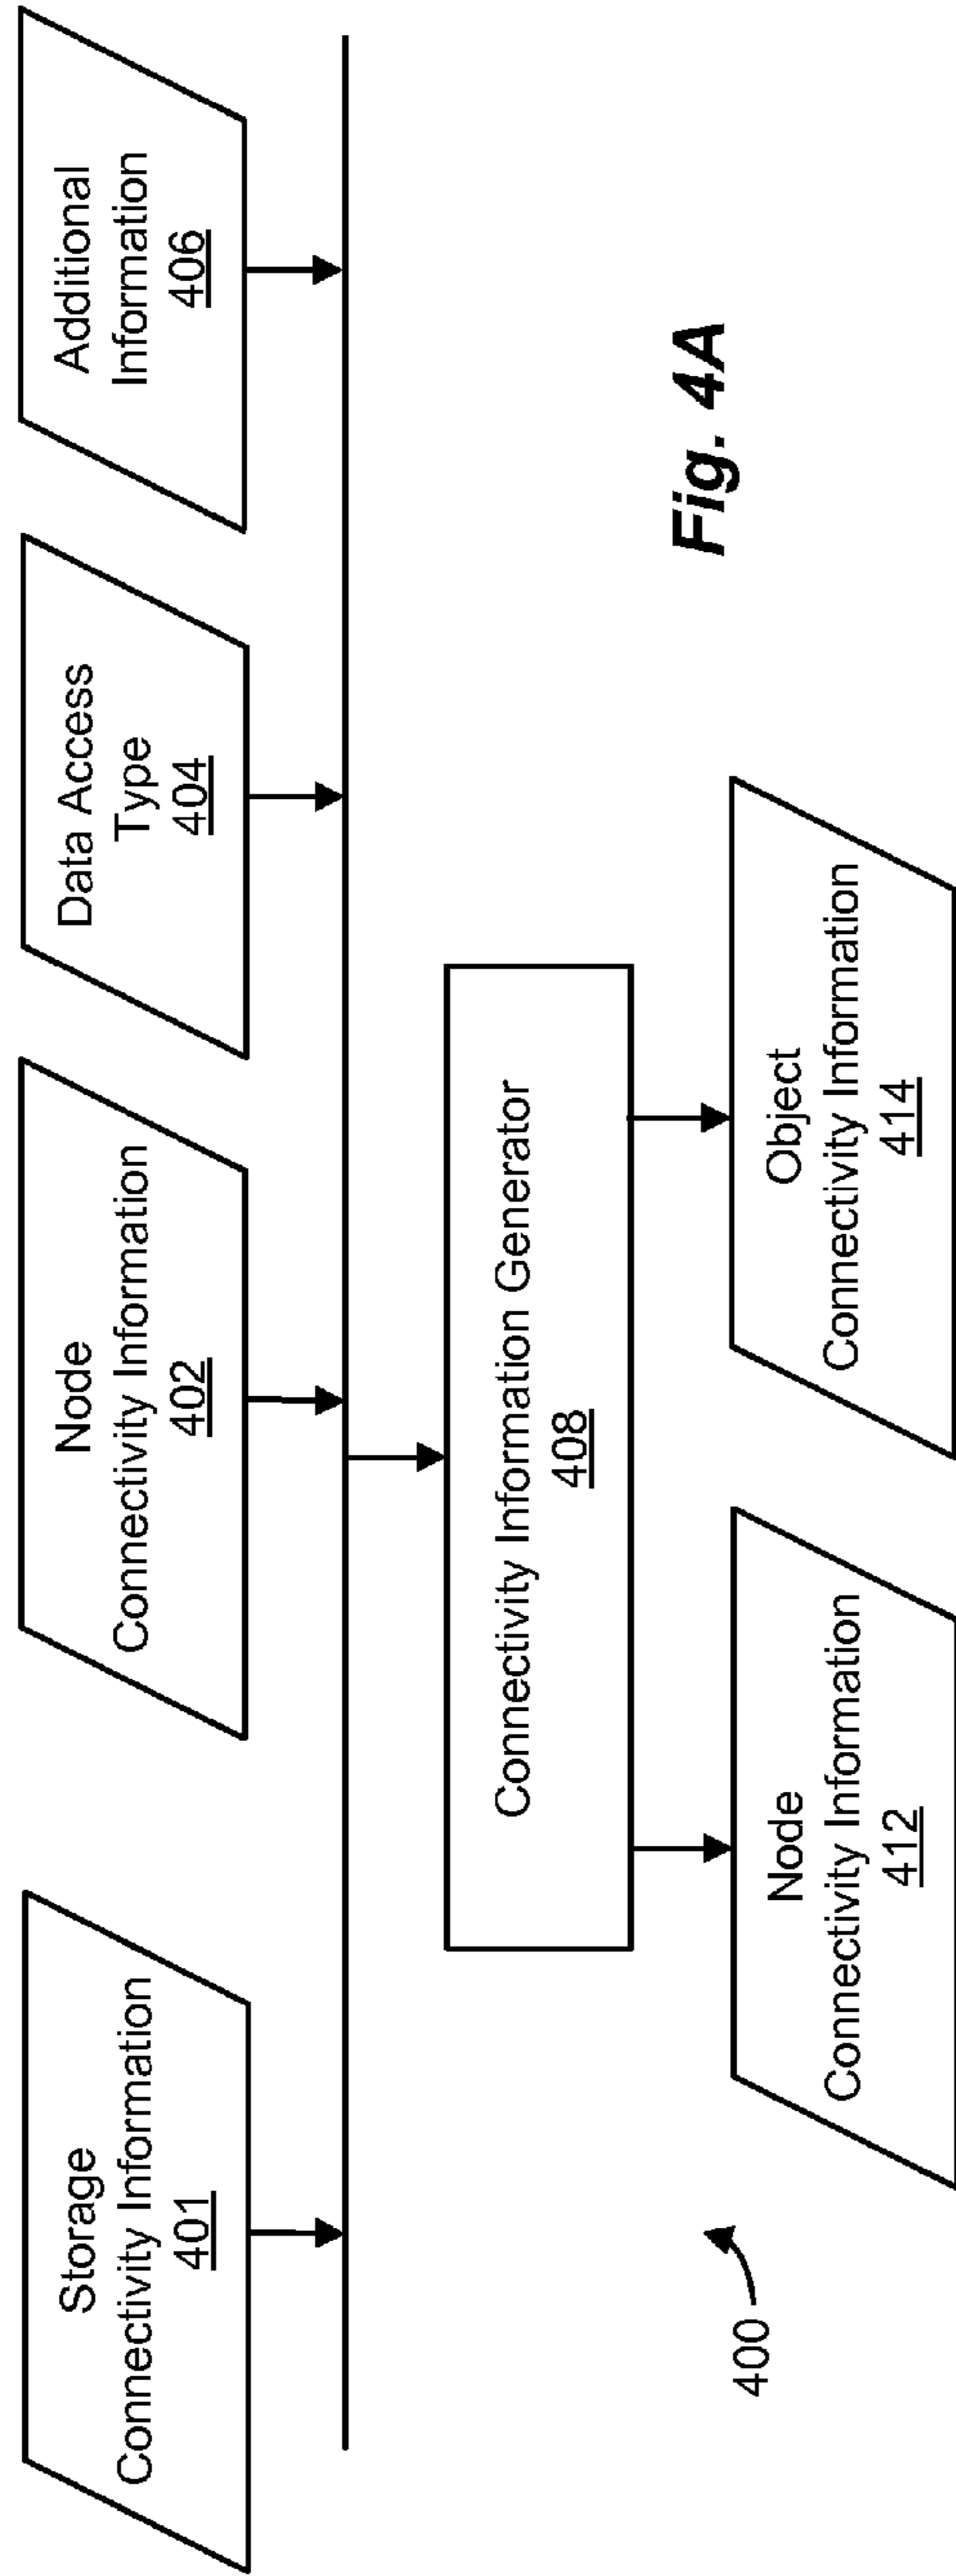 Storage
Connectivity Information
401
Node
Connectivity Information
402
Data Access
Type
404
Additional
Information
406
Connectivity Information Generator
408
Node
Connectivity Information
412
Object
Connectivity Information
414
400
Fig. 4A